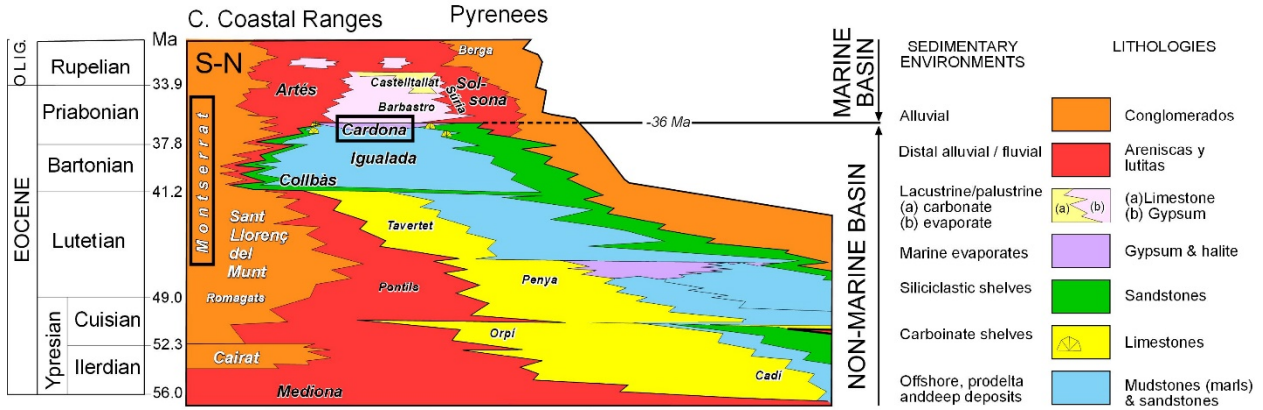 C. Coastal Ranges
Pyrenees
Ma
OLIG.
EOCENE
Rupelian
Priabonian
Bartonian
Lutetian
Ypresian
Cuisian
Ilerdian
33.9
37.8
41.2
49.0
52.3
56.0
S-N
Montserrat
Berga
Castelltallat
Artés
Súria
Sol-
sona
Barbastro
Cardona
-36 Ma
Igualada
Collbàs
Sant
Llorenç
del
Munt
Tavertet
Romagats
Pontils
Penya
Orpí
Cairat
Cadí
Mediona
MARINE
BASIN
NON-MARINE BASIN
SEDIMENTARY
ENVIRONMENTS
LITHOLOGIES
Alluvial
Conglomerados
Distal alluvial / fluvial
Areniscas y
lutitas
Lacustrine/palustrine
(a) carbonate
(b) evaporate
(a)
(b)
(a)Limestone
(b) Gypsum
Marine evaporates
Gypsum & halite
Siliciclastic shelves
Sandstones
Carboinate shelves
Limestones
Offshore, prodelta
anddeep deposits
Mudstones (marls)
& sandstones